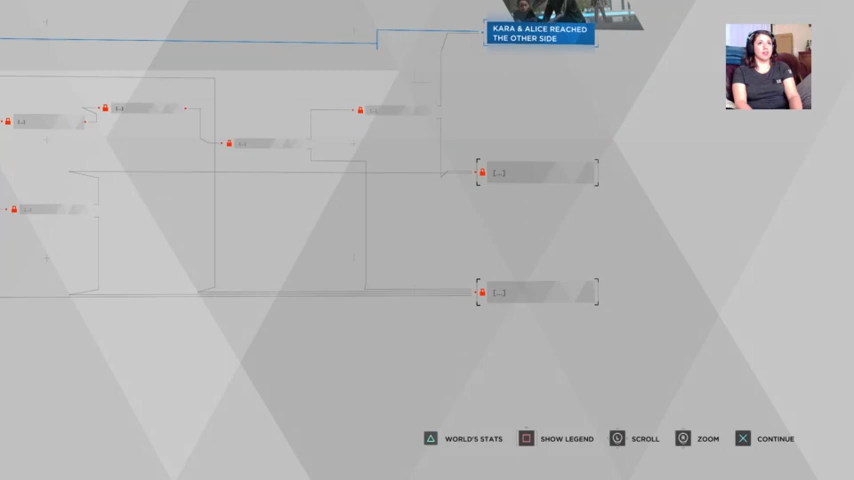 KARA & ALICE REACHED
THE OTHER SIDE
[...]
[...]
[...]
[...]
[...]
[...]
[...]
WORLD'S STATS
SHOW LEGEND
L
SCROLL
R
ZOOM
CONTINUE